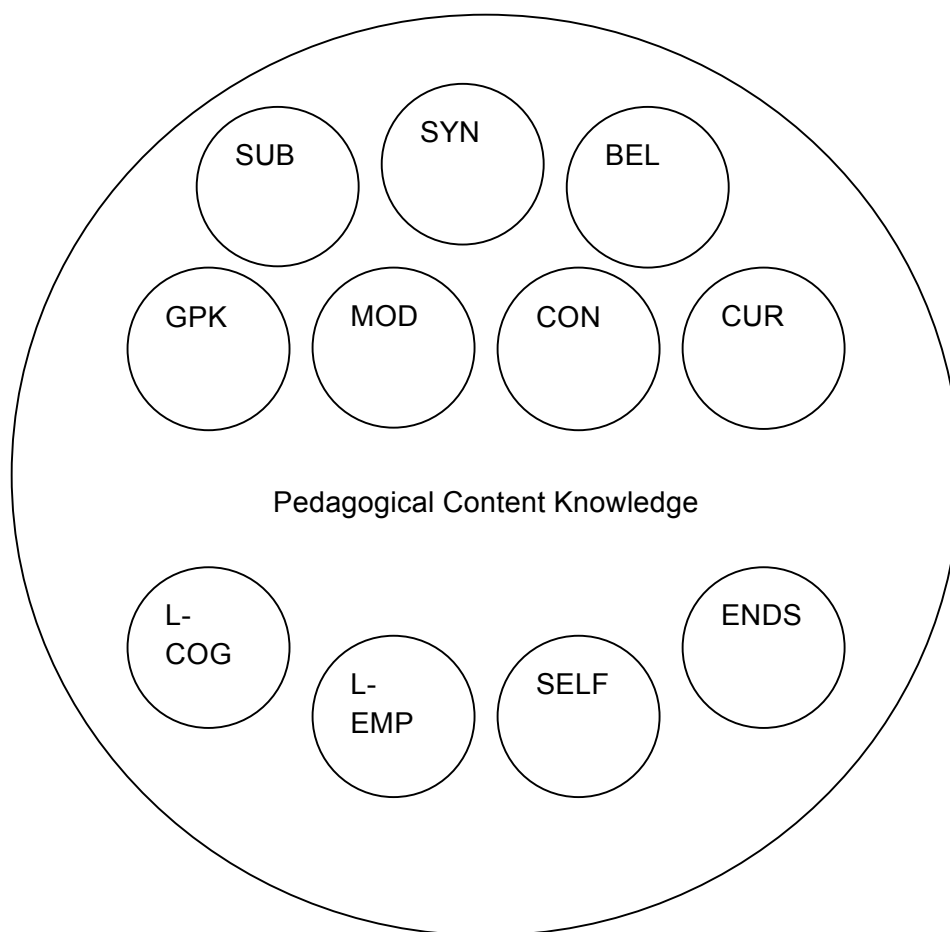 SUB
SYN
BEL
GPK
MOD
CON
CUR
Pedagogical Content Knowledge
L-
COG
L-
EMP
SELF
ENDS